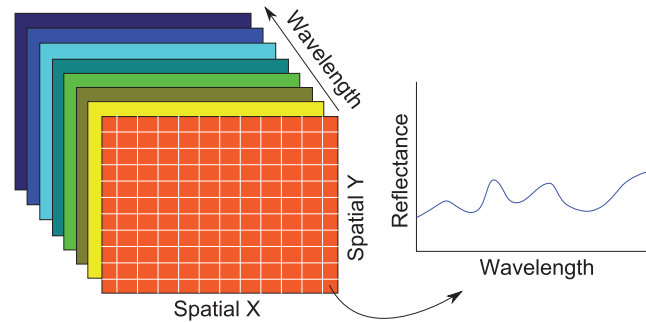 Wavelength
Spatial Y
Spatial X
Reflectance
Wavelength